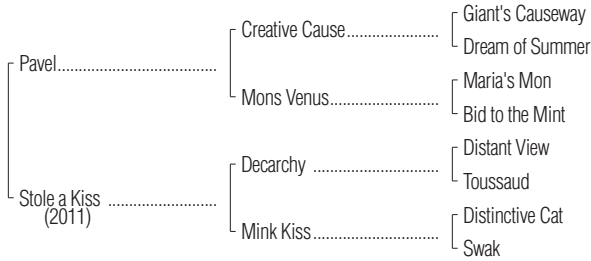 Giant's Causeway
Creative Cause....................
Dream of Summer
Pavel...................................
Maria's Mon
Mons Venus.......................
Bid to the Mint
Distant View
Decarchy ...........................
Toussaud
Stole a Kiss .......................
(2011)
Distinctive Cat
Mink Kiss...........................
Swak